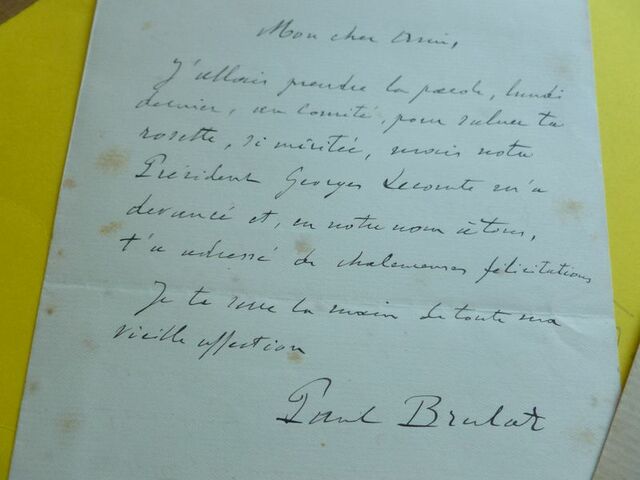 Mon cher Ami,
J'allais prendre la parole, lundi
dernier, au Comité, pour saluer ta
rosette, si méritée, mais notre
Président Georges Lecomte m'a
devancé et, en notre nom à tous,
t'a adressé de chaleureuses félicitations
Je te serre la main de toute ma
vieille affection
Paul Brulat